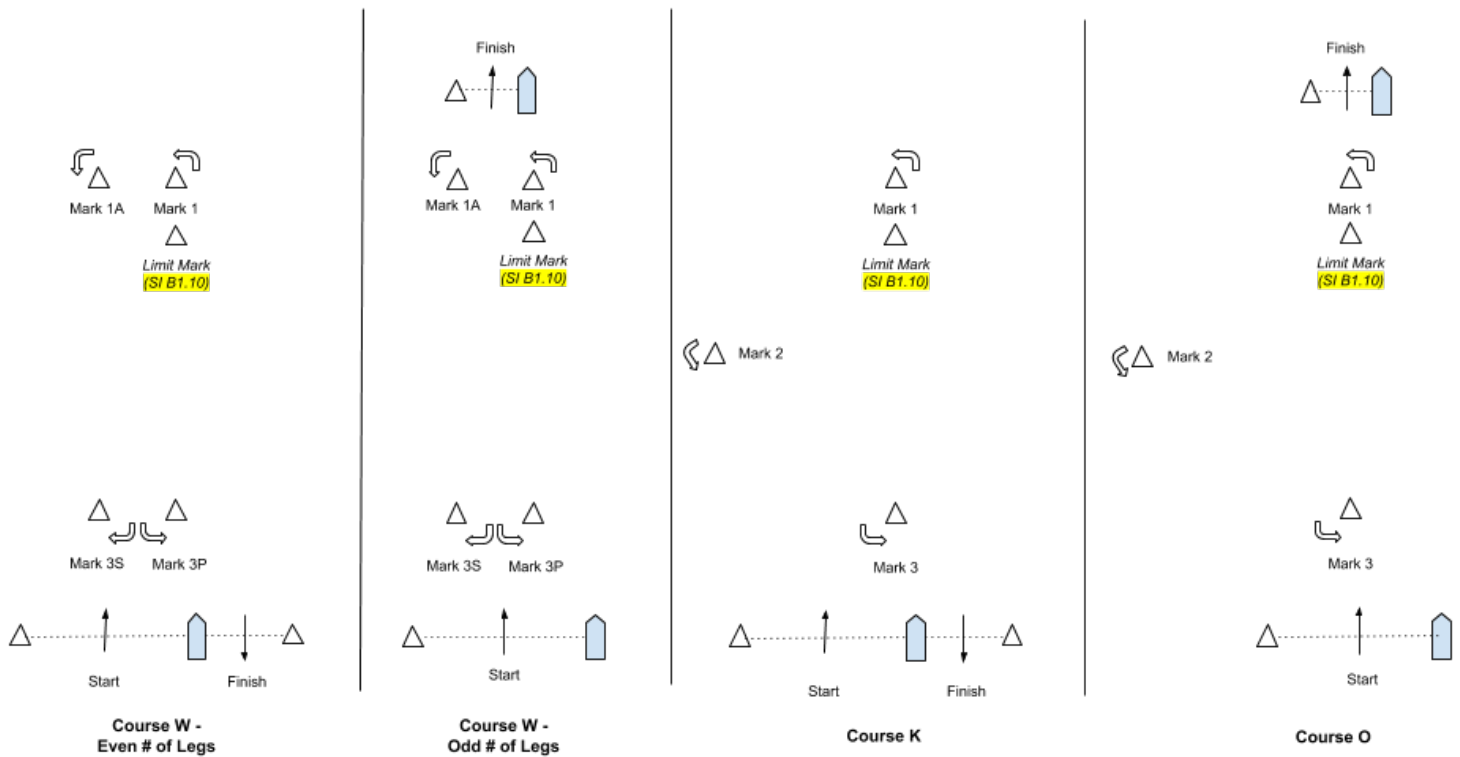 Mark 1A
Mark 1
Limit Mark
(SI B1.10)
Mark 3S
Mark 3P
Start
Finish
Course W -
Even # of Legs
Finish
Mark 1A
Mark 1
Limit Mark
(SI B1.10)
Mark 3S
Mark 3P
Start
Course W -
Odd # of Legs
Mark 1
Limit Mark
(SI B1.10)
Mark 2
Mark 3
Start
Finish
Course K
Finish
Mark 1
Limit Mark
(SI B1.10)
Mark 2
Mark 3
Start
Course O